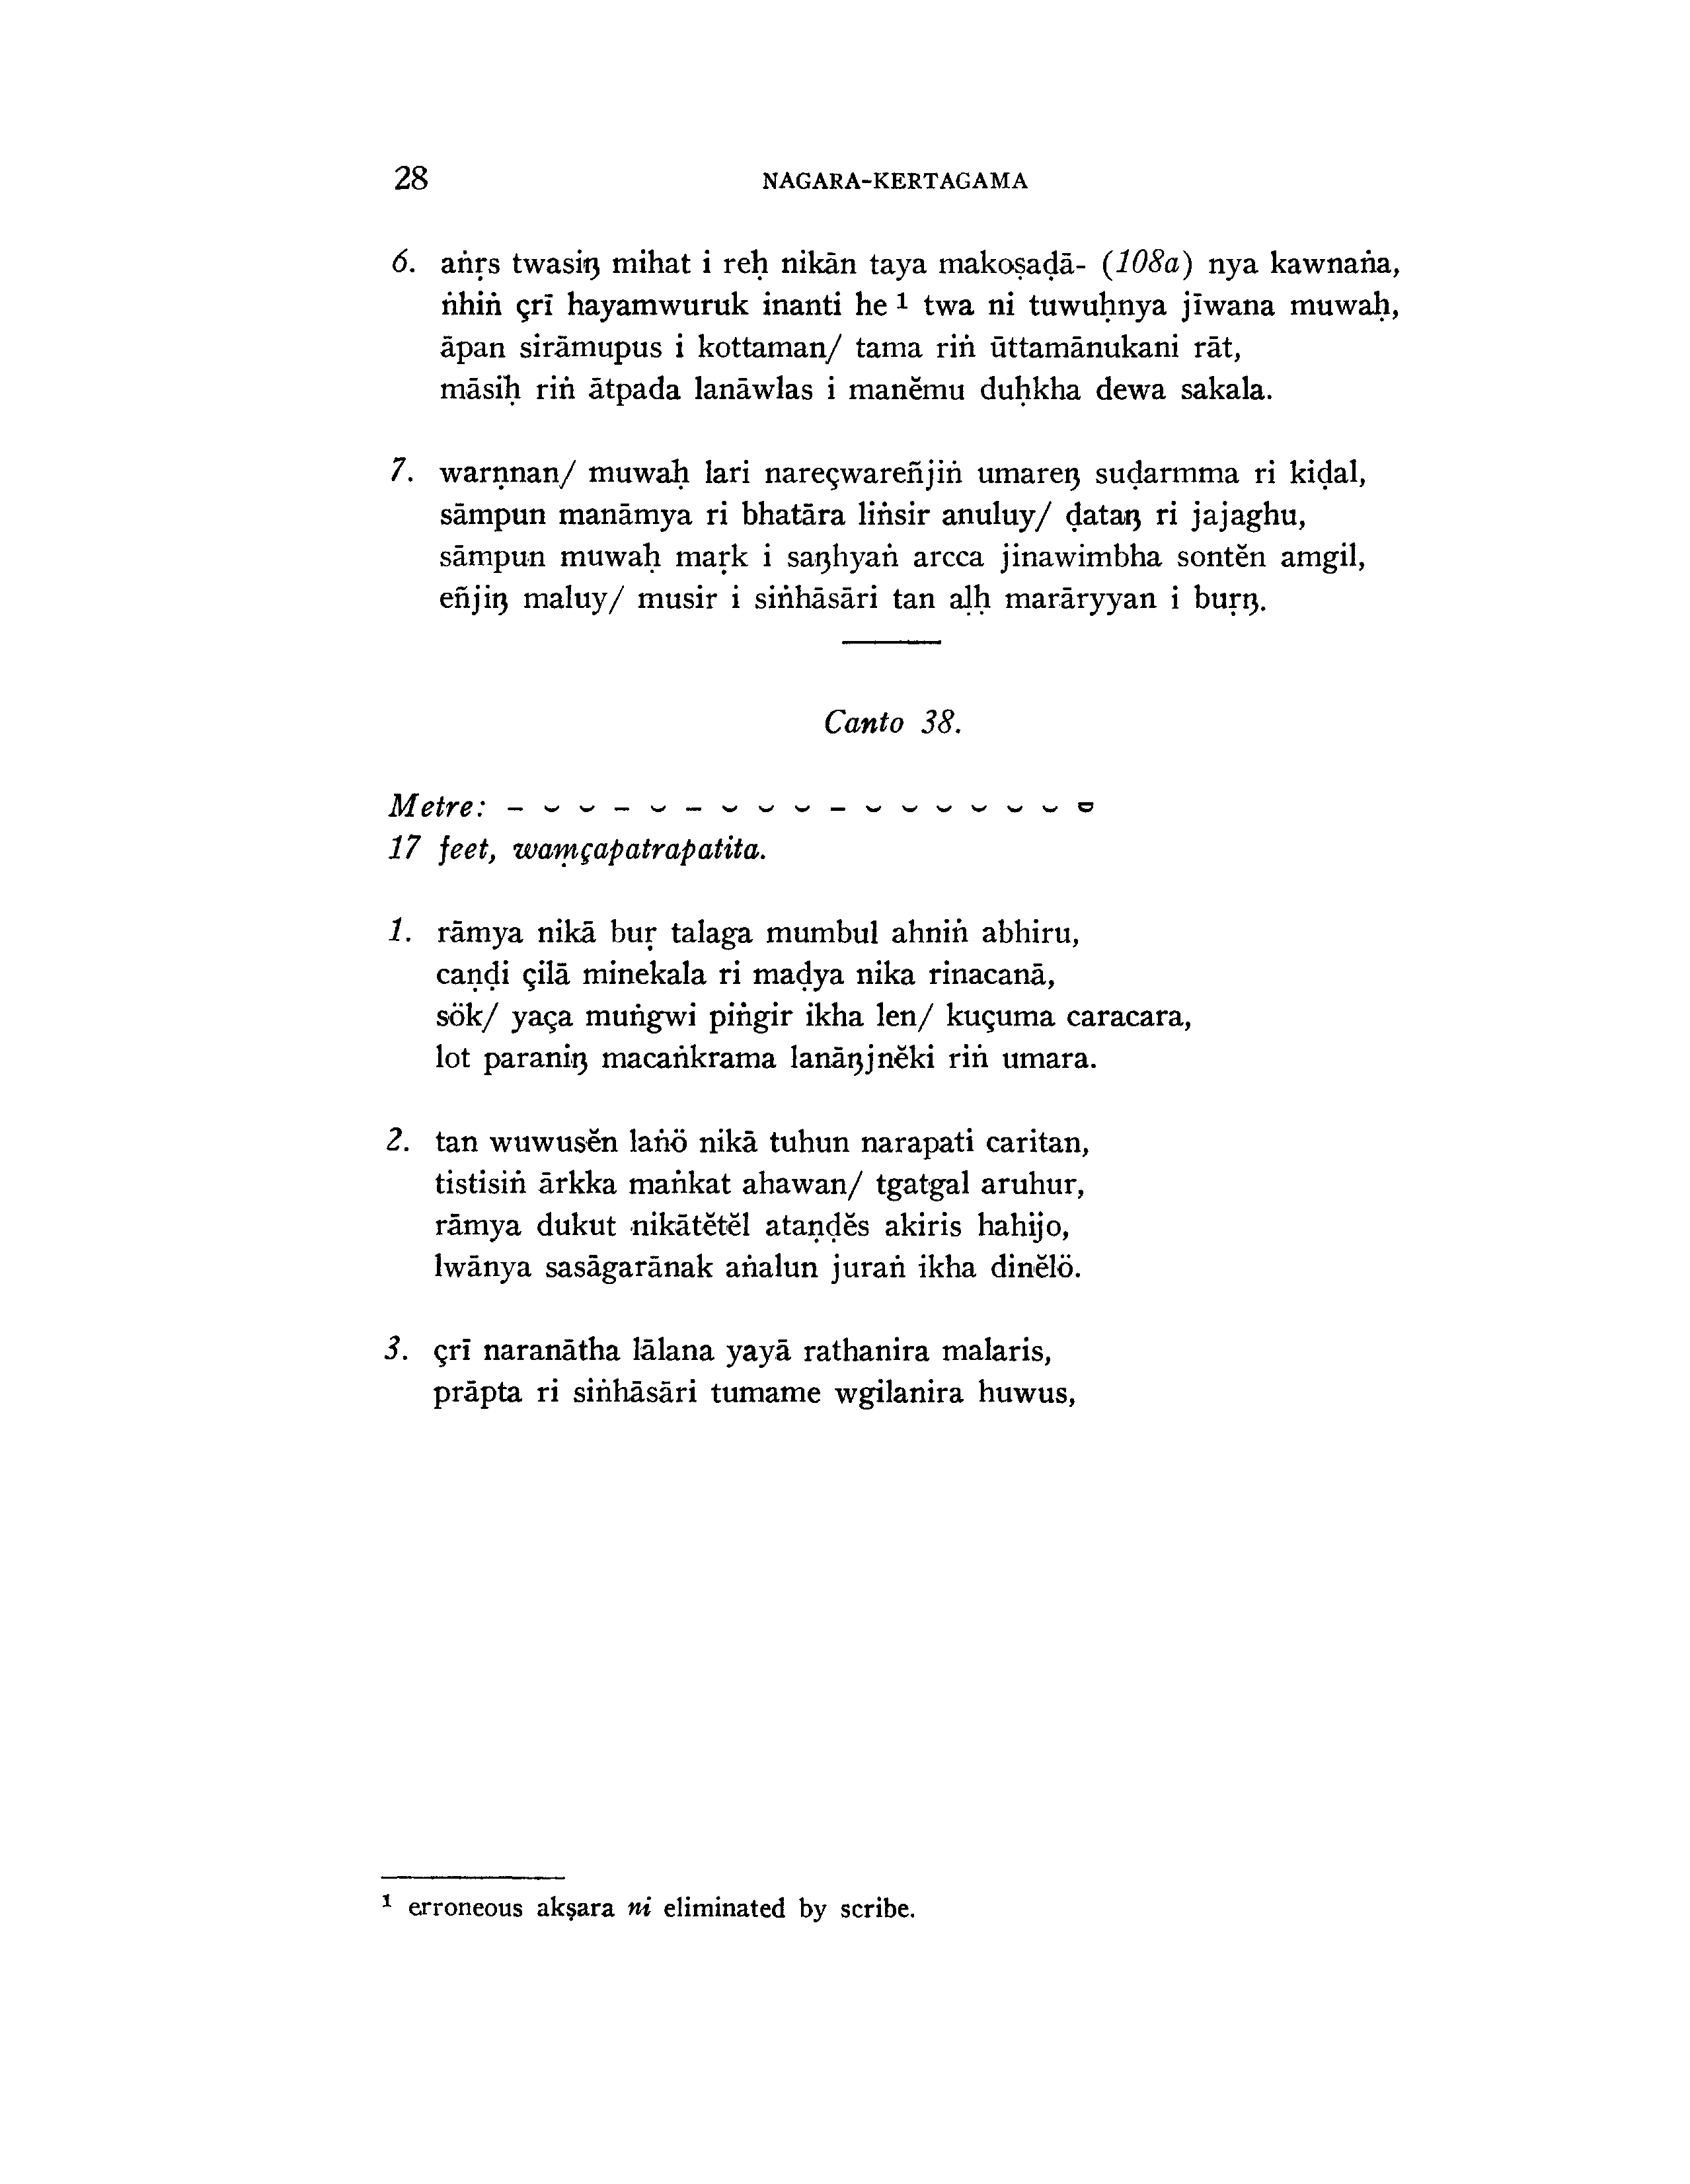 28 NAGARA-KERTAGAMA
6. aṅṛs twasiŋ mihat i reḥ nikān taya makoṣaḍā- (108a) nya kawnaṅa,
ṅhiṅ çrī hayamwuruk inanti he ¹ twa ni tuwuḥnya jīwana muwaḥ,
āpan sirāmupus i kottaman/ tama riṅ ūttamānukani rāt,
māsiḥ riṅ ātpada lanāwlas i manĕmu duḥkha dewa sakala.
7. warṇnan/ muwaḥ lari nareçwareñjiṅ umareŋ suḍarmma ri kiḍal,
sāmpun manāmya ri bhatāra liṅsir anuluy/ ḍataŋ ri jajaghu,
sāmpun muwaḥ maṛk i saŋhyaṅ arcca jinawimbha sontĕn amgil,
eñjiŋ maluy/ musir i siṅhāsāri tan aḷḥ marāryyan i buṛŋ.
Canto 38.
Metre: – ⏑ ⏑ – ⏑ – ⏑ ⏑ ⏑ – ⏑ ⏑ ⏑ ⏑ ⏑ ⏑ ⏓
17 feet, waṃçapatrapatita.
1. rāmya nikā buṛ talaga mumbul ahniṅ abhiru,
caṇḍi çilā minekala ri maḍya nika rinacanā,
sök/ yaça muṅgwi piṅgir ikha len/ kuçuma caracara,
lot paraniŋ macaṅkrama lanāŋjnĕki riṅ umara.
2. tan wuwusĕn laṅö nikā tuhun narapati caritan,
tistisiṅ ārkka maṅkat ahawan/ tgatgal aruhur,
rāmya dukut nikātĕtĕl ataṇḍĕs akiris hahijo,
lwānya sasāgarānak aṅalun juraṅ ikha dinĕlö.
3. çrī naranātha lālana yayā rathanira malaris,
prāpta ri siṅhāsāri tumame wgilanira huwus,
¹ erroneous akṣara ni eliminated by scribe.